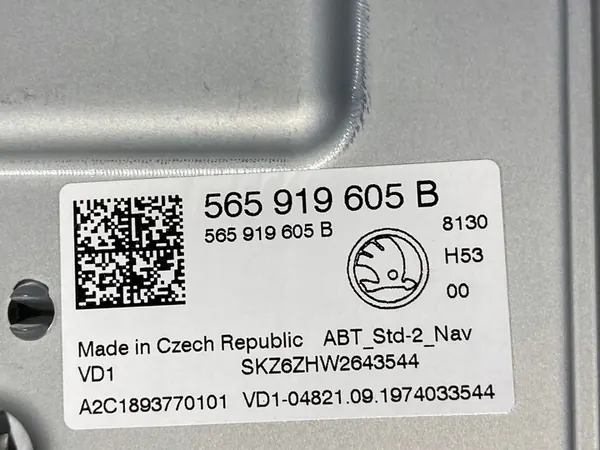 565 919 605 B
565 919 605 B
8130
H53
00
Made in Czech Republic ABT_Std-2_Nav
VD1 SKZ6ZHW2643544
A2C1893770101 VD1-04821.09.1974033544